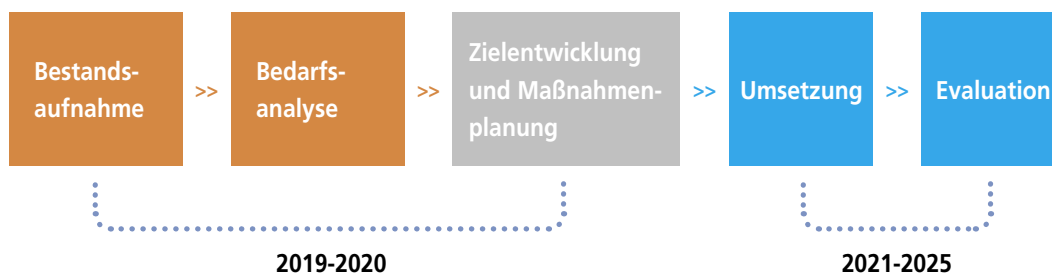 Bestands-
aufnahme
>>
Bedarfs-
analyse
>>
Zielentwicklung
und Maßnahmen-
planung
>>
Umsetzung
>>
Evaluation
2019-2020
2021-2025